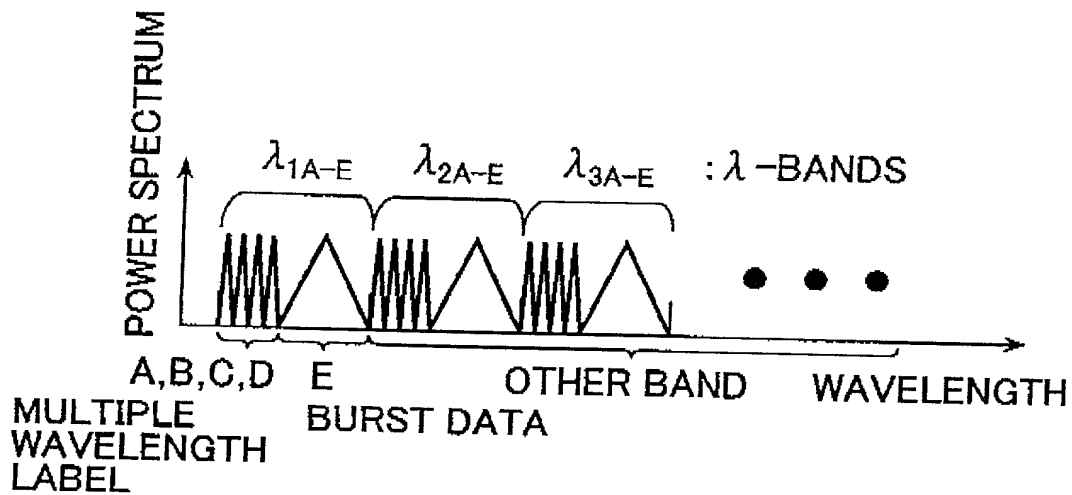 POWER SPECTRUM
λ1A-E λ2A-E λ3A-E : λ-BANDS
A,B,C,D E OTHER BAND WAVELENGTH
MULTIPLE BURST DATA
WAVELENGTH
LABEL